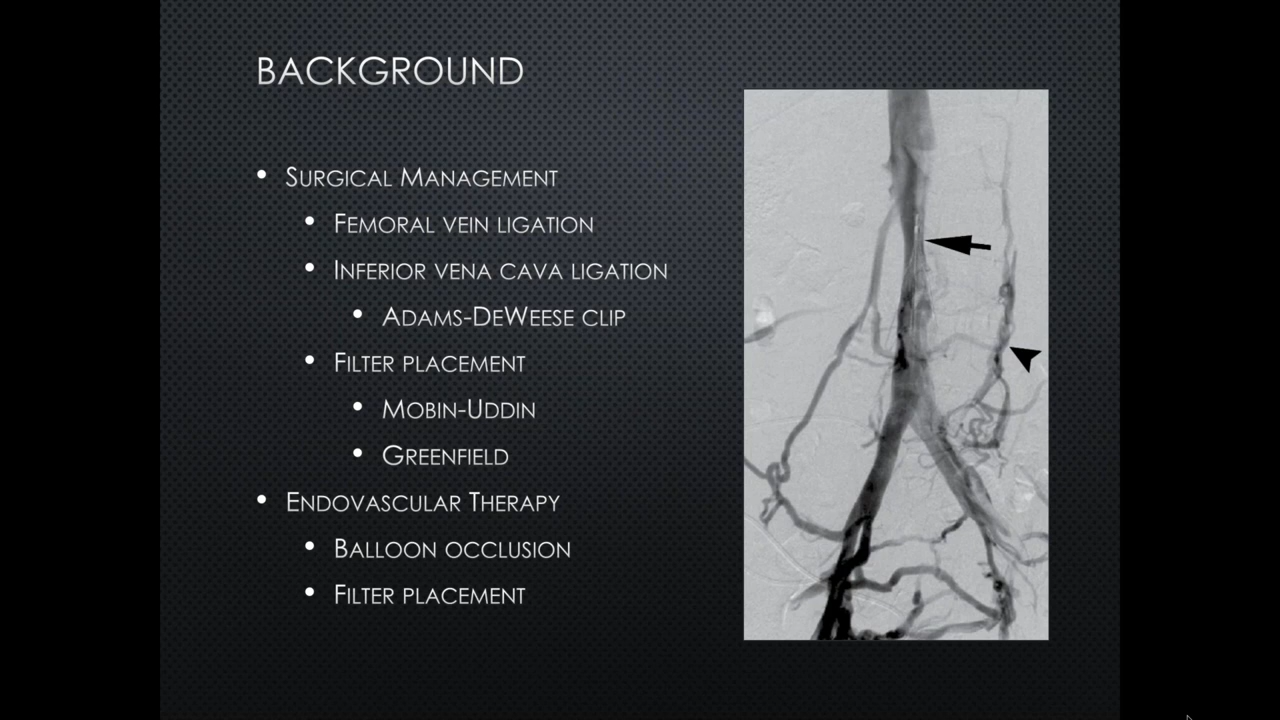 BACKGROUND
• SURGICAL MANAGEMENT
• FEMORAL VEIN LIGATION
• INFERIOR VENA CAVA LIGATION
• ADAMS-DEWEESE CLIP
• FILTER PLACEMENT
• MOBIN-UDDIN
• GREENFIELD
• ENDOVASCULAR THERAPY
• BALLOON OCCLUSION
• FILTER PLACEMENT